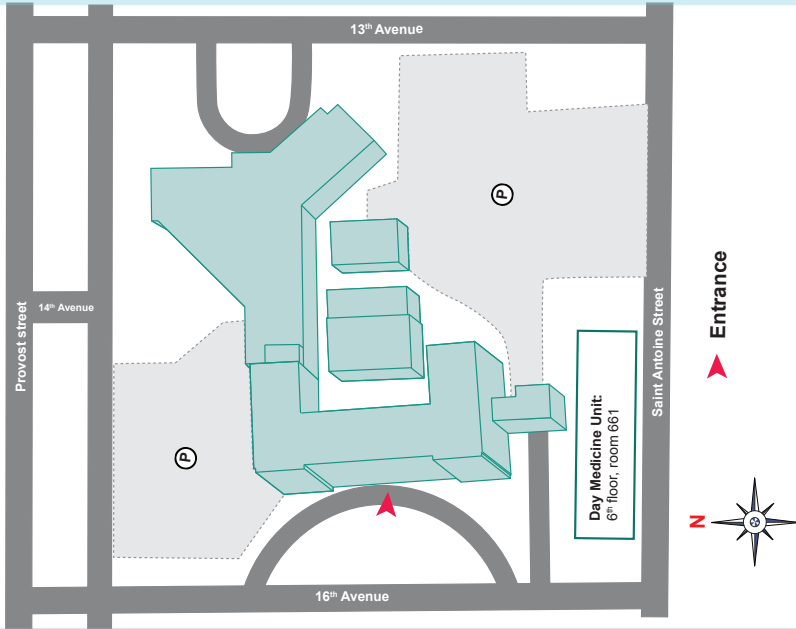 13th Avenue
P
Provost street
14th Avenue
Saint Antoine Street
Entrance
P
Day Medicine Unit:
6th floor, room 661
N
16th Avenue